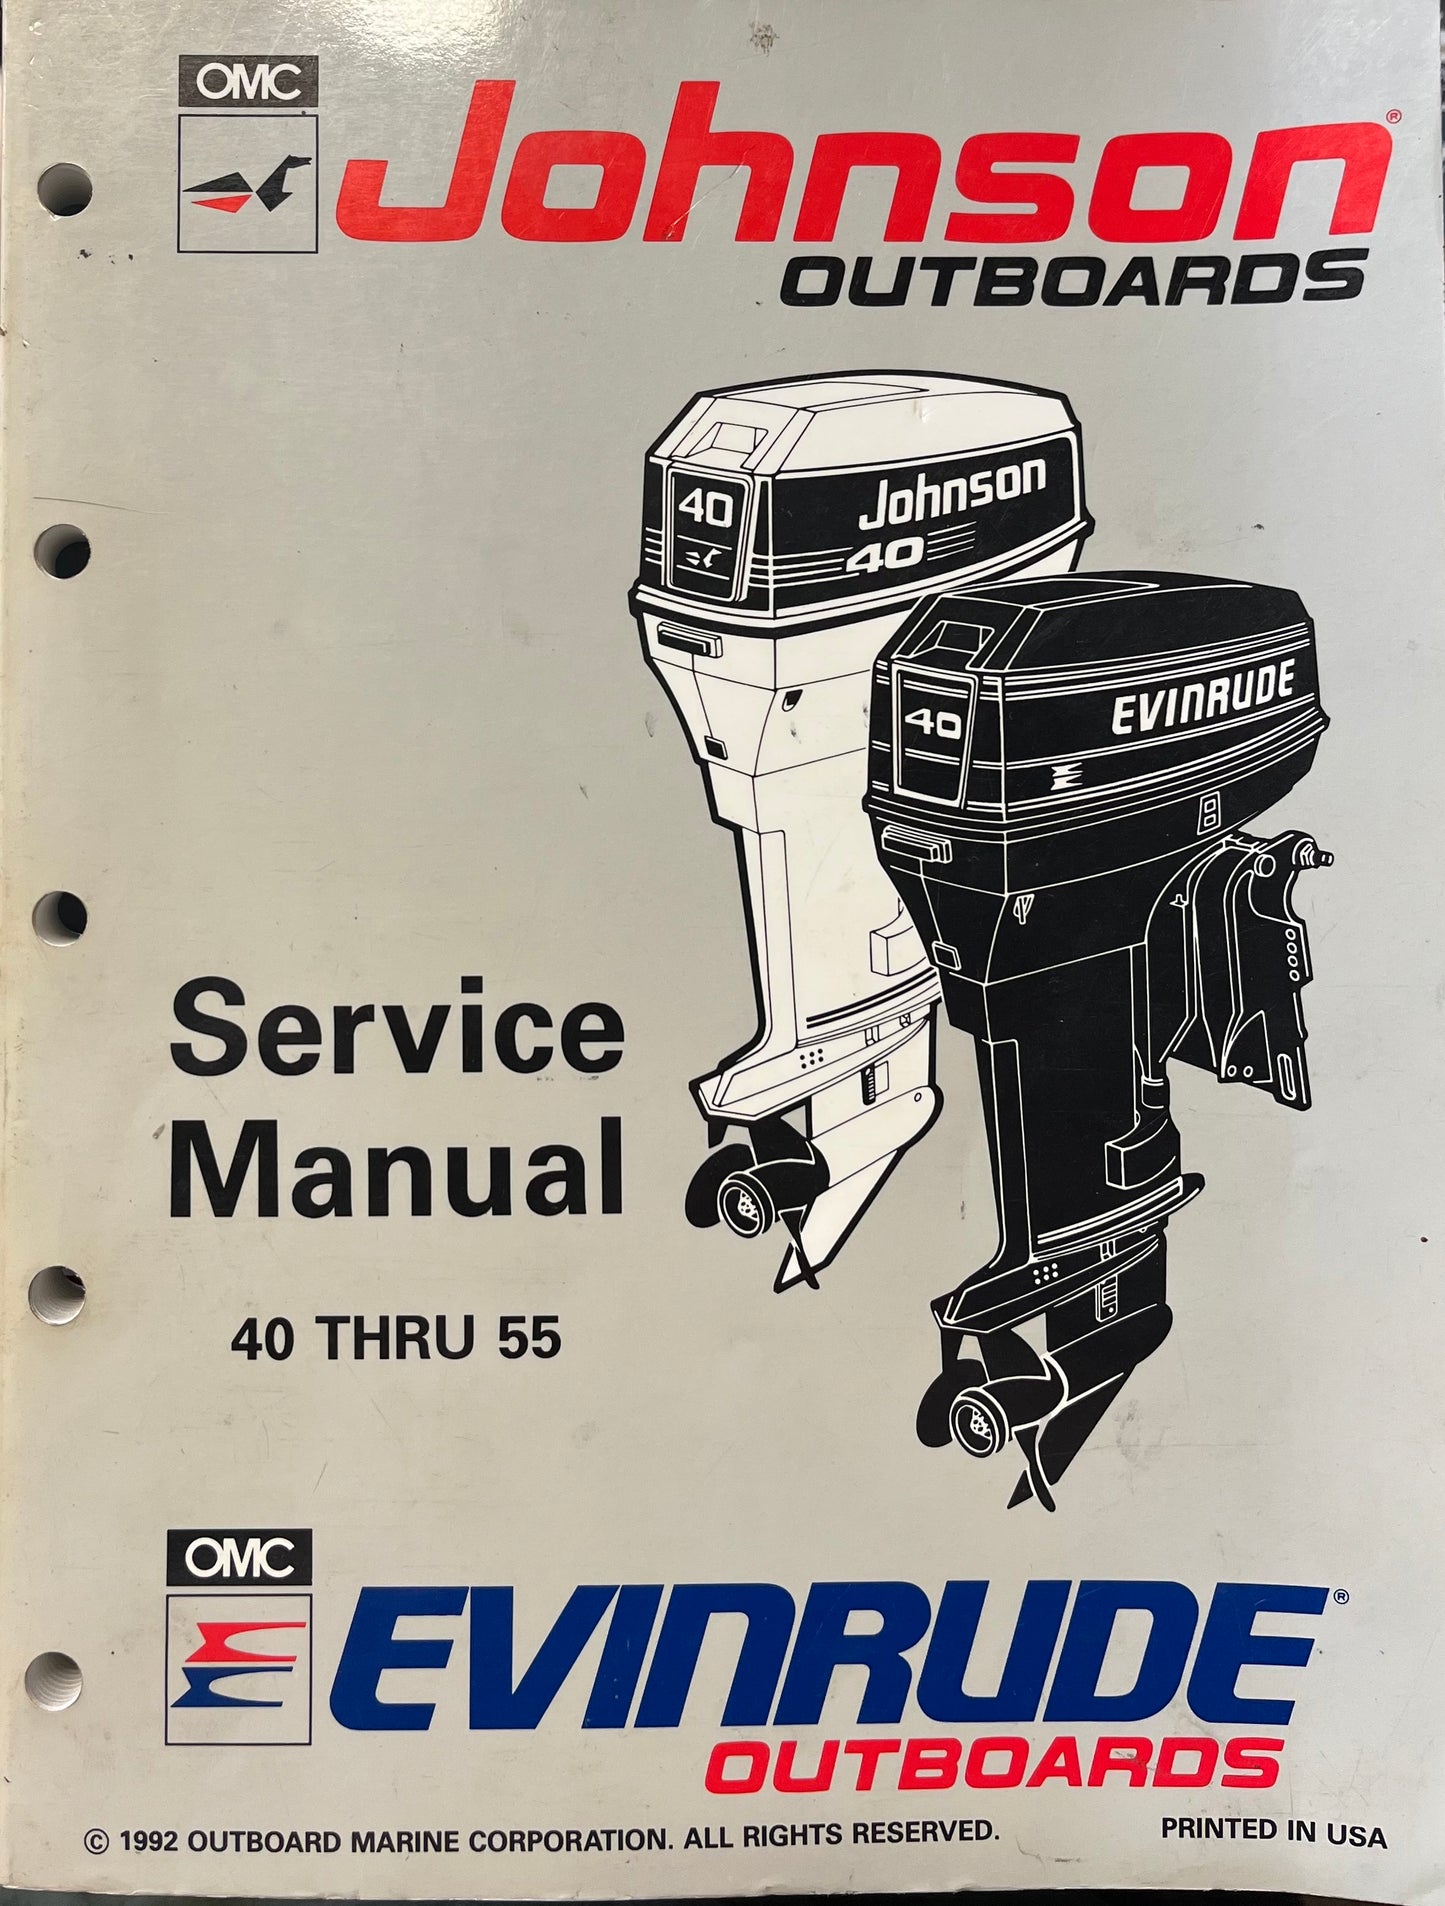 OMC
Johnson®
OUTBOARDS
40
Johnson
40
40
EVINRUDE
Service
Manual
40 THRU 55
OMC
EVINRUDE®
OUTBOARDS
© 1992 OUTBOARD MARINE CORPORATION. ALL RIGHTS RESERVED.
PRINTED IN USA